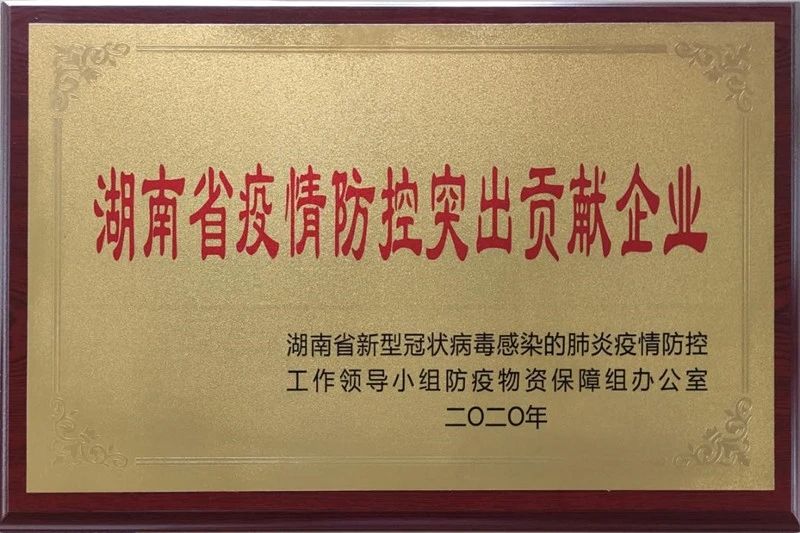 湖南省疫情防控突出贡献企业
湖南省新型冠状病毒感染的肺炎疫情防控
工作领导小组防疫物资保障组办公室
二〇二〇年